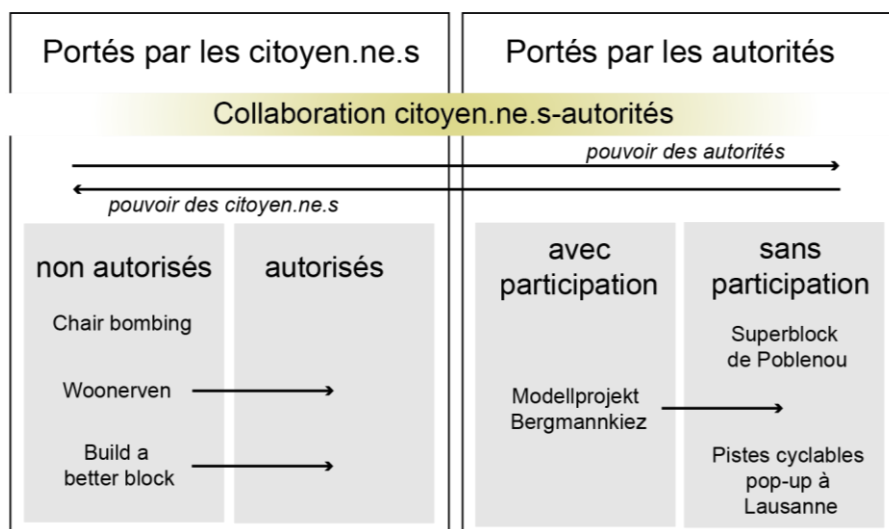 Portés par les citoyen.ne.s
Portés par les autorités
Collaboration citoyen.ne.s-autorités
pouvoir des autorités
pouvoir des citoyen.ne.s
non autorisés
autorisés
avec
participation
sans
participation
Chair bombing
Woonerven
Build a
better block
Modellprojekt
Bergmannkiez
Superblock
de Poblenou
Pistes cyclables
pop-up à
Lausanne